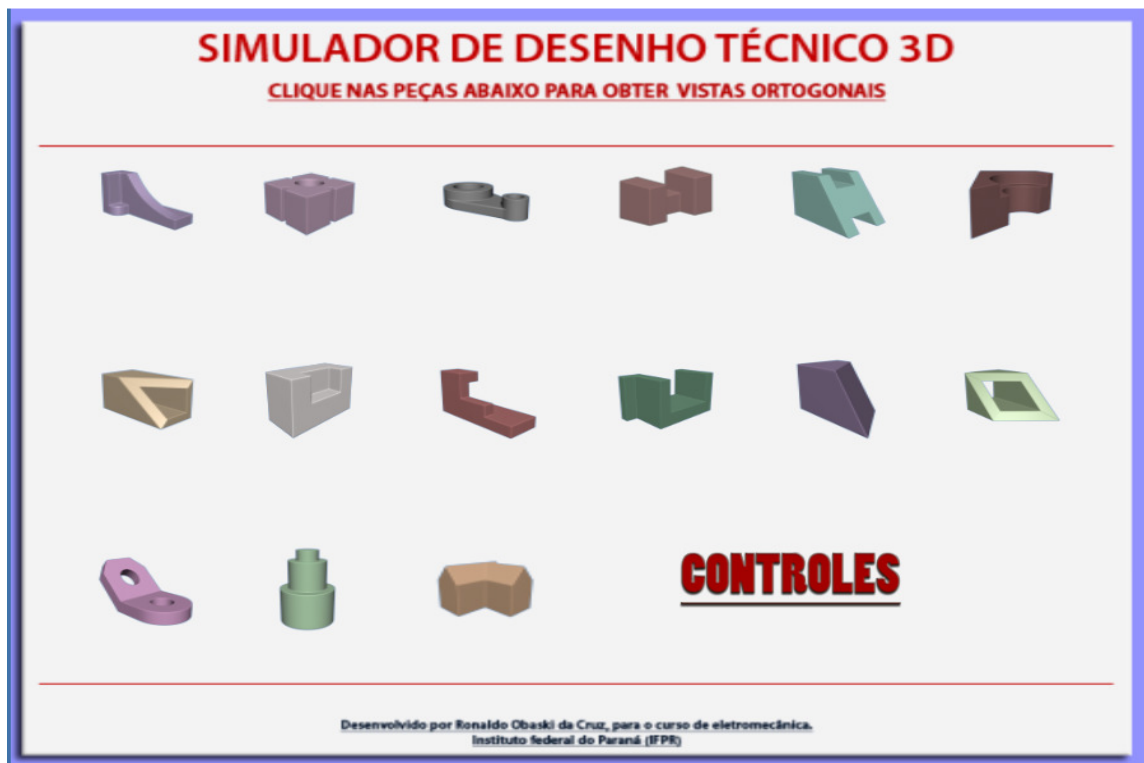 SIMULADOR DE DESENHO TÉCNICO 3D
CLIQUE NAS PEÇAS ABAIXO PARA OBTER VISTAS ORTOGONAIS
CONTROLES
Desenvolvido por Ronaldo Obaski da Cruz, para o curso de eletromecânica.
Instituto federal do Paraná (IFPR)